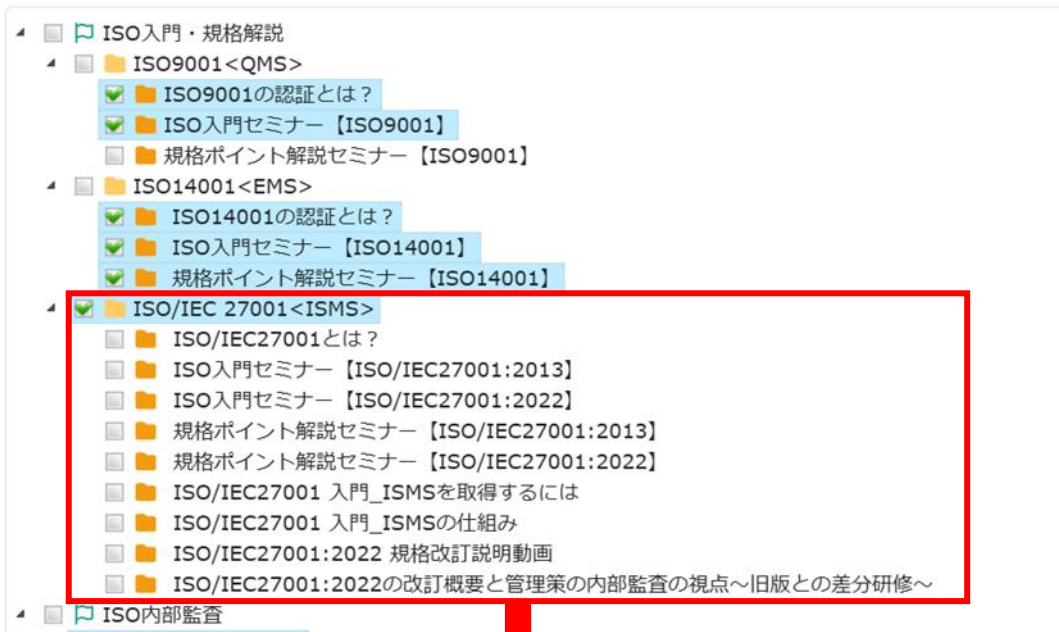 ISO入門・規格解説
ISO9001<QMS>
ISO9001の認証とは？
ISO入門セミナー【ISO9001】
規格ポイント解説セミナー【ISO9001】
ISO14001<EMS>
ISO14001の認証とは？
ISO入門セミナー【ISO14001】
規格ポイント解説セミナー【ISO14001】
ISO/IEC 27001<ISMS>
ISO/IEC27001とは？
ISO入門セミナー【ISO/IEC27001:2013】
ISO入門セミナー【ISO/IEC27001:2022】
規格ポイント解説セミナー【ISO/IEC27001:2013】
規格ポイント解説セミナー【ISO/IEC27001:2022】
ISO/IEC27001 入門_ISMSを取得するには
ISO/IEC27001 入門_ISMSの仕組み
ISO/IEC27001:2022 規格改訂説明動画
ISO/IEC27001:2022の改訂概要と管理策の内部監査の視点～旧版との差分研修～
ISO内部監査